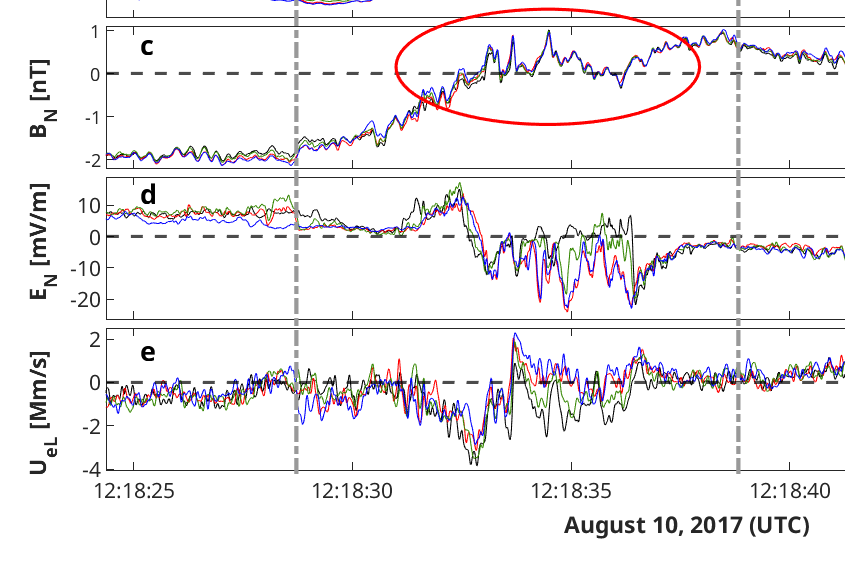 c
1
0
-1
-2
B_N [nT]
d
10
0
-10
-20
E_N [mV/m]
e
2
0
-2
-4
U_eL [Mm/s]
12:18:25 12:18:30 12:18:35 12:18:40
August 10, 2017 (UTC)